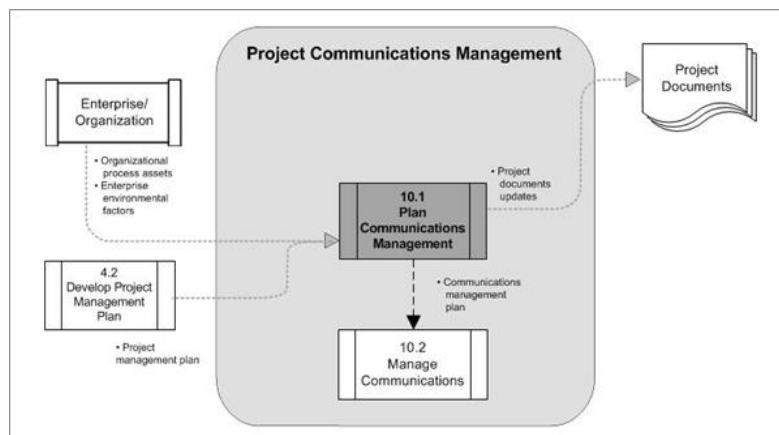 Project Communications Management
Enterprise/
Organization
Project
Documents
• Organizational
process assets
• Enterprise
environmental
factors
• Project
documents
updates
10.1
Plan
Communications
Management
4.2
Develop Project
Management
Plan
• Project
management plan
• Communications
management
plan
10.2
Manage
Communications